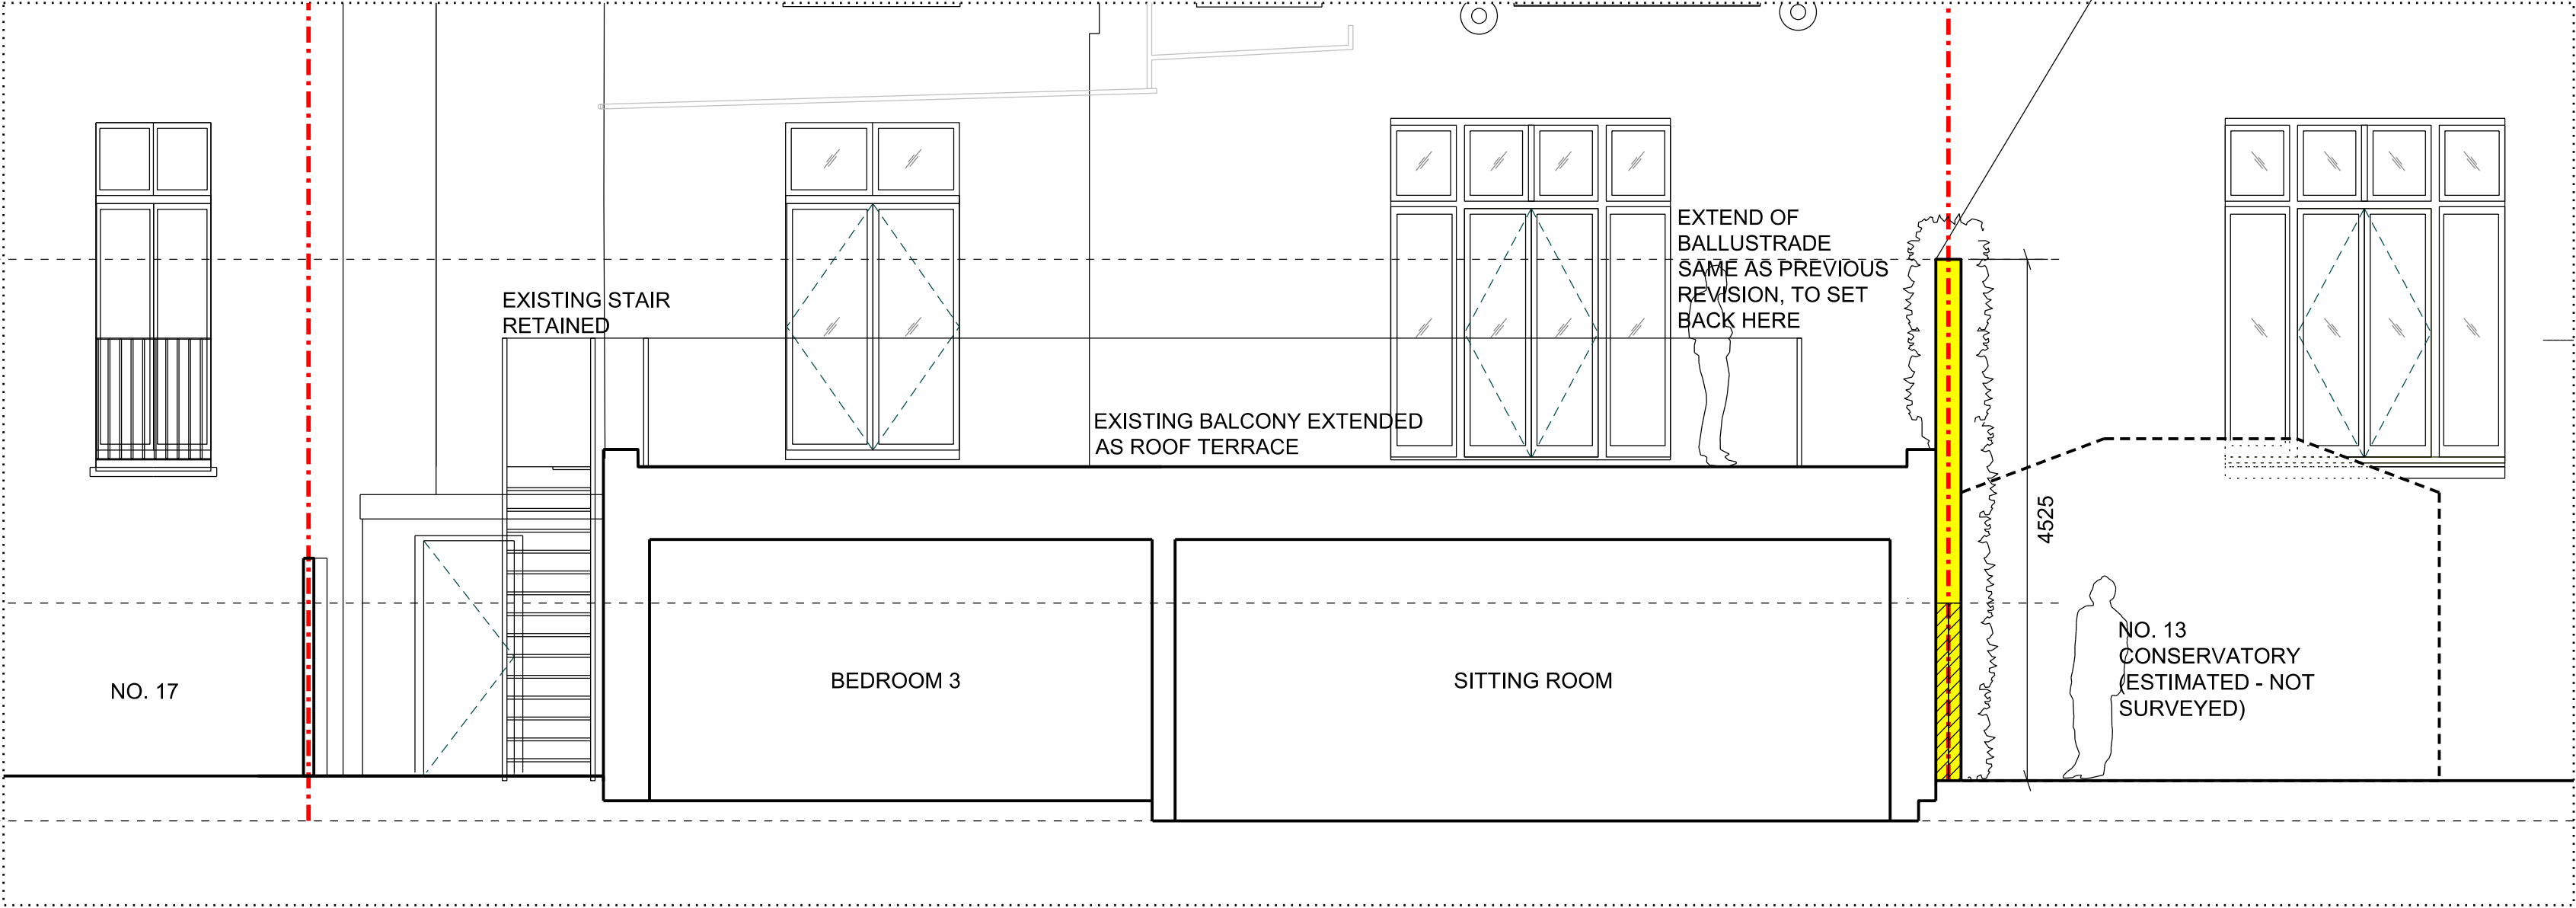 EXTEND OF
BALLUSTRADE
SAME AS PREVIOUS
REVISION, TO SET
BACK HERE
EXISTING STAIR
RETAINED
EXISTING BALCONY EXTENDED
AS ROOF TERRACE
4525
NO. 17
BEDROOM 3
SITTING ROOM
NO. 13
CONSERVATORY
(ESTIMATED - NOT
SURVEYED)